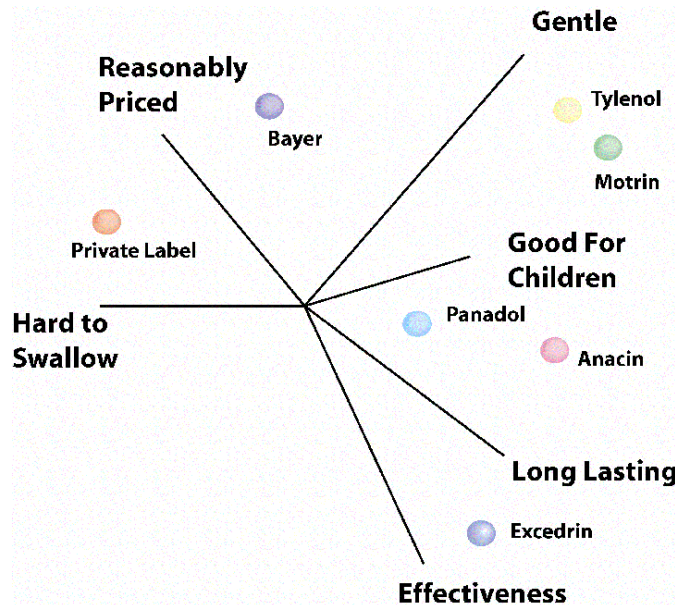 Gentle
Reasonably
Priced
Tylenol
Bayer
Motrin
Private Label
Good For
Children
Hard to
Swallow
Panadol
Anacin
Long Lasting
Excedrin
Effectiveness